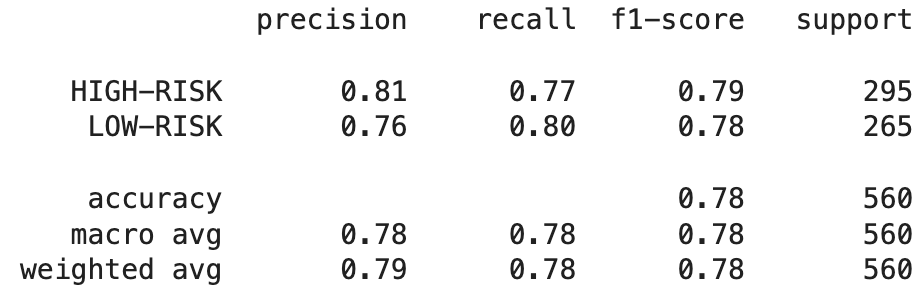 precision recall f1-score support
HIGH-RISK 0.81 0.77 0.79 295
LOW-RISK 0.76 0.80 0.78 265
accuracy 0.78 560
macro avg 0.78 0.78 0.78 560
weighted avg 0.79 0.78 0.78 560